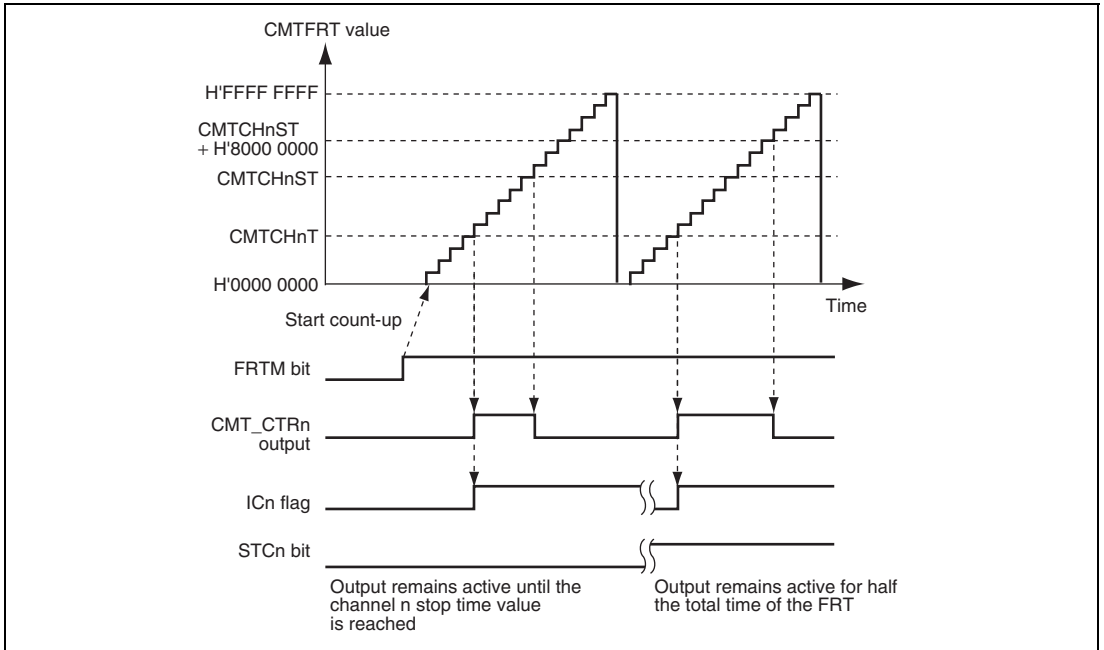 CMTFRT value
H'FFFF FFFF
CMTCHnST
+ H'8000 0000
CMTCHnST
CMTCHnT
H'0000 0000
Time
Start count-up
FRTM bit
CMT_CTRn
output
ICn flag
STCn bit
Output remains active until the
channel n stop time value
is reached
Output remains active for half
the total time of the FRT